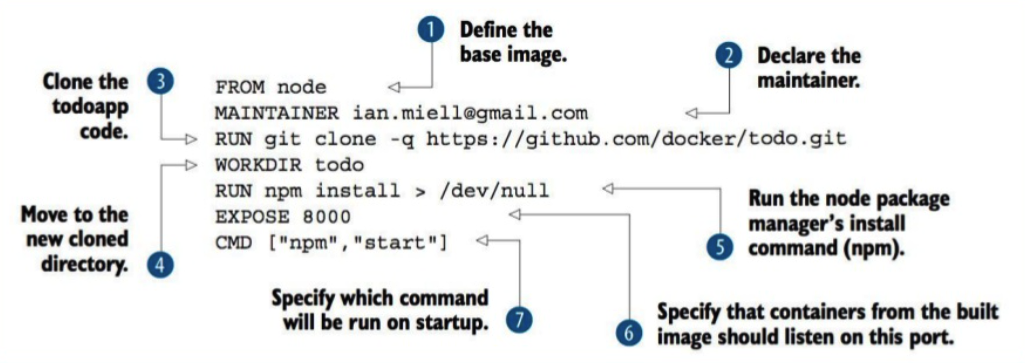 1 Define the
base image.
2 Declare the
maintainer.
3 Clone the
todoapp
code.
FROM node
MAINTAINER ian.miell@gmail.com
RUN git clone -q https://github.com/docker/todo.git
WORKDIR todo
RUN npm install > /dev/null
EXPOSE 8000
CMD ["npm","start"]
Move to the
new cloned
directory. 4
Run the node package
manager's install
5 command (npm).
Specify which command
will be run on startup. 7
Specify that containers from the built
6 image should listen on this port.